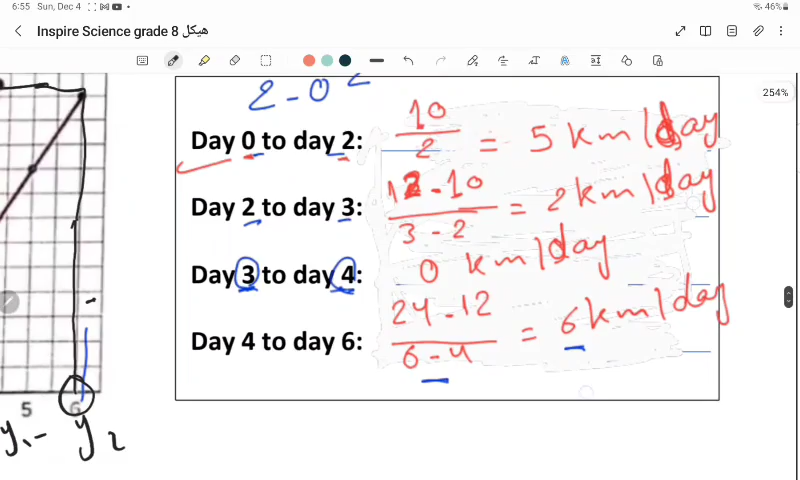 6:55 Sun, Dec 4 46%
Inspire Science grade 8 هيكل
254%
2 - 0
Day 0 to day 2: 10/2 = 5 km/day
Day 2 to day 3: 12-10/3-2 = 2 km/day
Day 3 to day 4: 0 km/day
Day 4 to day 6: 24-12/6-4 = 6 km/day
5 6
y₁- y₂